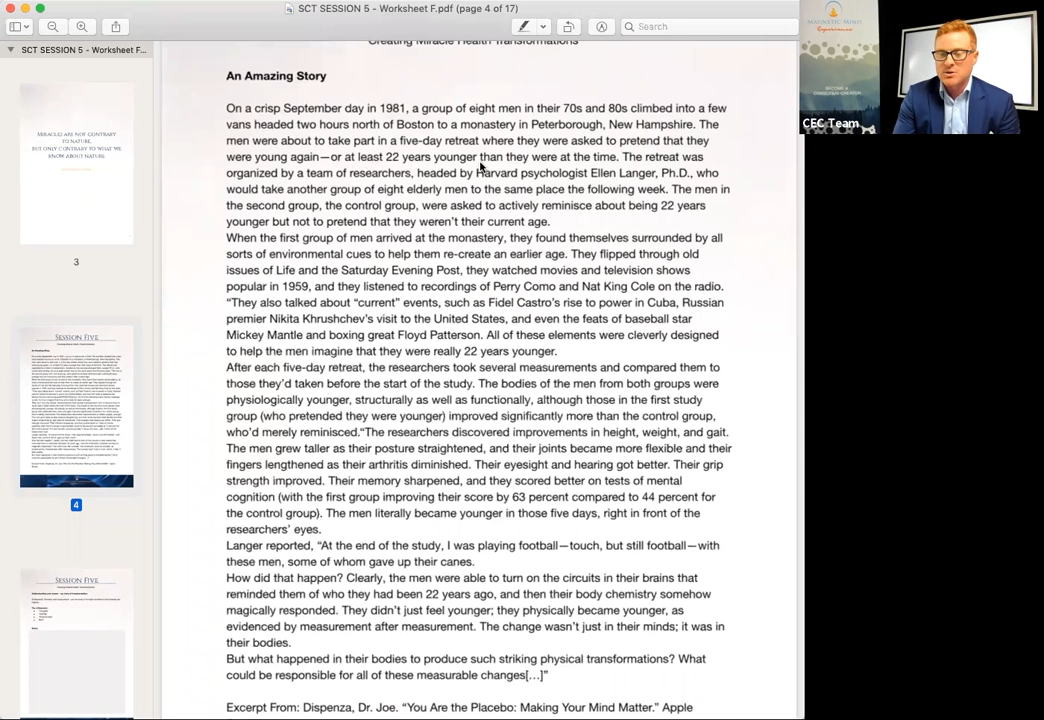 SCT SESSION 5 - Worksheet F.pdf (page 4 of 17)
Search
SCT SESSION 5 - Worksheet F...
MIRACLES ARE NOT CONTRARY
TO NATURE,
BUT ONLY CONTRARY TO WHAT WE
KNOW ABOUT NATURE.
3
SESSION FIVE
4
SESSION FIVE
Creating Miracle Health Transformations
An Amazing Story
On a crisp September day in 1981, a group of eight men in their 70s and 80s climbed into a few
vans headed two hours north of Boston to a monastery in Peterborough, New Hampshire. The
men were about to take part in a five-day retreat where they were asked to pretend that they
were young again—or at least 22 years younger than they were at the time. The retreat was
organized by a team of researchers, headed by Harvard psychologist Ellen Langer, Ph.D., who
would take another group of eight elderly men to the same place the following week. The men in
the second group, the control group, were asked to actively reminisce about being 22 years
younger but not to pretend that they weren't their current age.
When the first group of men arrived at the monastery, they found themselves surrounded by all
sorts of environmental cues to help them re-create an earlier age. They flipped through old
issues of Life and the Saturday Evening Post, they watched movies and television shows
popular in 1959, and they listened to recordings of Perry Como and Nat King Cole on the radio.
“They also talked about “current” events, such as Fidel Castro's rise to power in Cuba, Russian
premier Nikita Khrushchev's visit to the United States, and even the feats of baseball star
Mickey Mantle and boxing great Floyd Patterson. All of these elements were cleverly designed
to help the men imagine that they were really 22 years younger.
After each five-day retreat, the researchers took several measurements and compared them to
those they'd taken before the start of the study. The bodies of the men from both groups were
physiologically younger, structurally as well as functionally, although those in the first study
group (who pretended they were younger) improved significantly more than the control group,
who'd merely reminisced.“The researchers discovered improvements in height, weight, and gait.
The men grew taller as their posture straightened, and their joints became more flexible and their
fingers lengthened as their arthritis diminished. Their eyesight and hearing got better. Their grip
strength improved. Their memory sharpened, and they scored better on tests of mental
cognition (with the first group improving their score by 63 percent compared to 44 percent for
the control group). The men literally became younger in those five days, right in front of the
researchers' eyes.
Langer reported, “At the end of the study, I was playing football—touch, but still football—with
these men, some of whom gave up their canes.
How did that happen? Clearly, the men were able to turn on the circuits in their brains that
reminded them of who they had been 22 years ago, and then their body chemistry somehow
magically responded. They didn't just feel younger; they physically became younger, as
evidenced by measurement after measurement. The change wasn't just in their minds; it was in
their bodies.
But what happened in their bodies to produce such striking physical transformations? What
could be responsible for all of these measurable changes[…]”
Excerpt From: Dispenza, Dr. Joe. “You Are the Placebo: Making Your Mind Matter.” Apple
MAGNETIC MIND
Experience
BECOME A
CONSCIOUS CREATOR
CEC Team